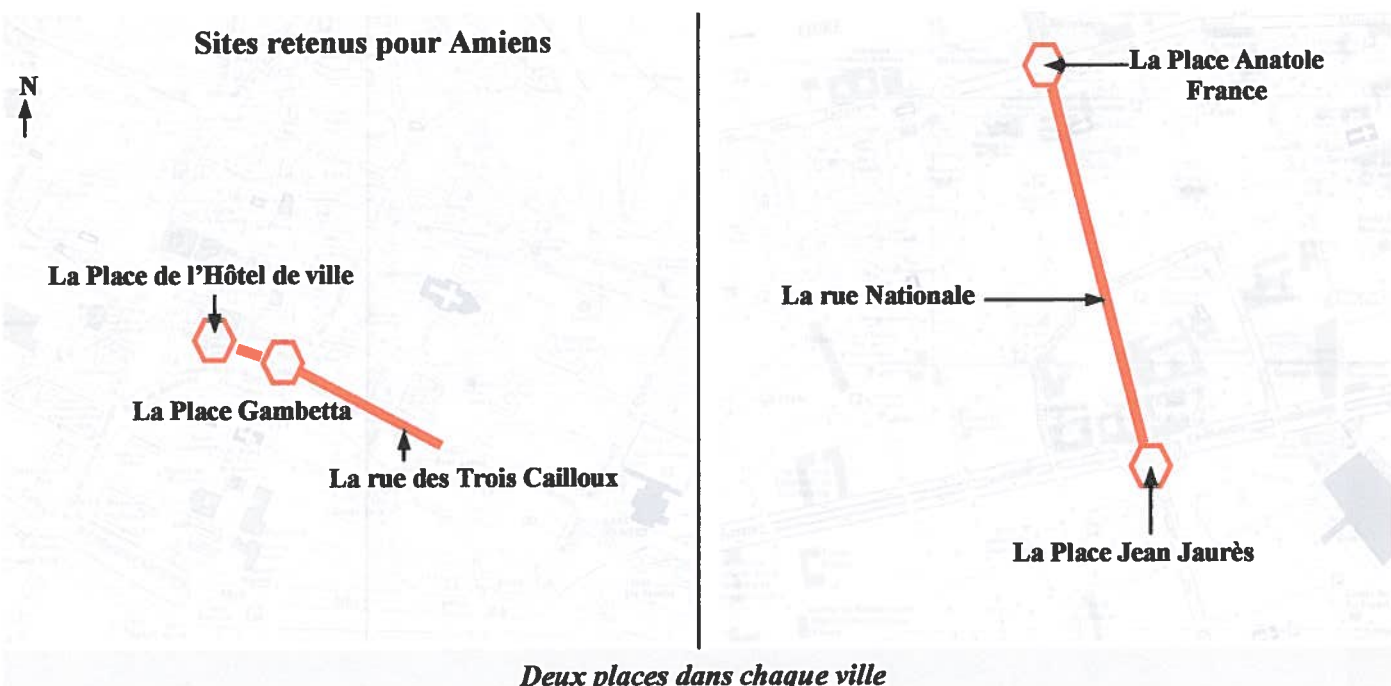 Sites retenus pour Amiens
N
La Place de l'Hôtel de ville
La Place Gambetta
La rue des Trois Cailloux
La Place Anatole
France
La rue Nationale
La Place Jean Jaurès
Deux places dans chaque ville